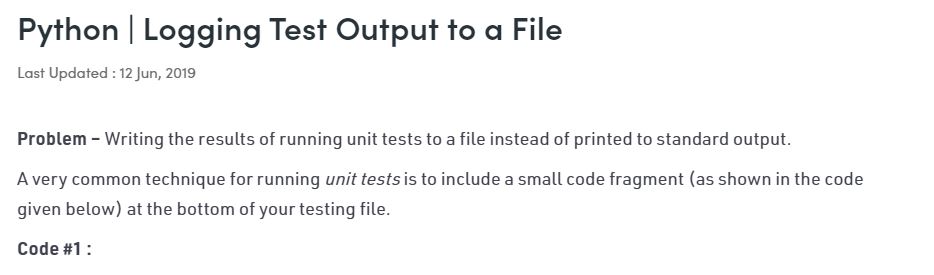 Python | Logging Test Output to a File
Last Updated : 12 Jun, 2019
Problem – Writing the results of running unit tests to a file instead of printed to standard output.
A very common technique for running unit tests is to include a small code fragment (as shown in the code
given below) at the bottom of your testing file.
Code #1 :